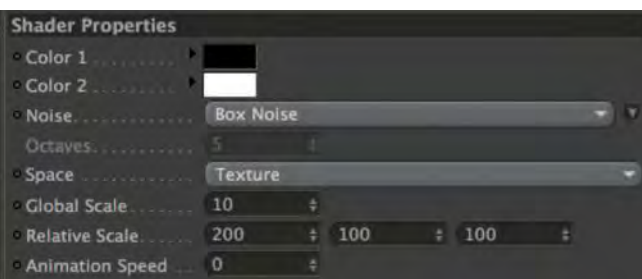 Shader Properties
Color 1
Color 2
Noise Box Noise
Octaves 5
Space Texture
Global Scale 10
Relative Scale 200 100 100
Animation Speed 0